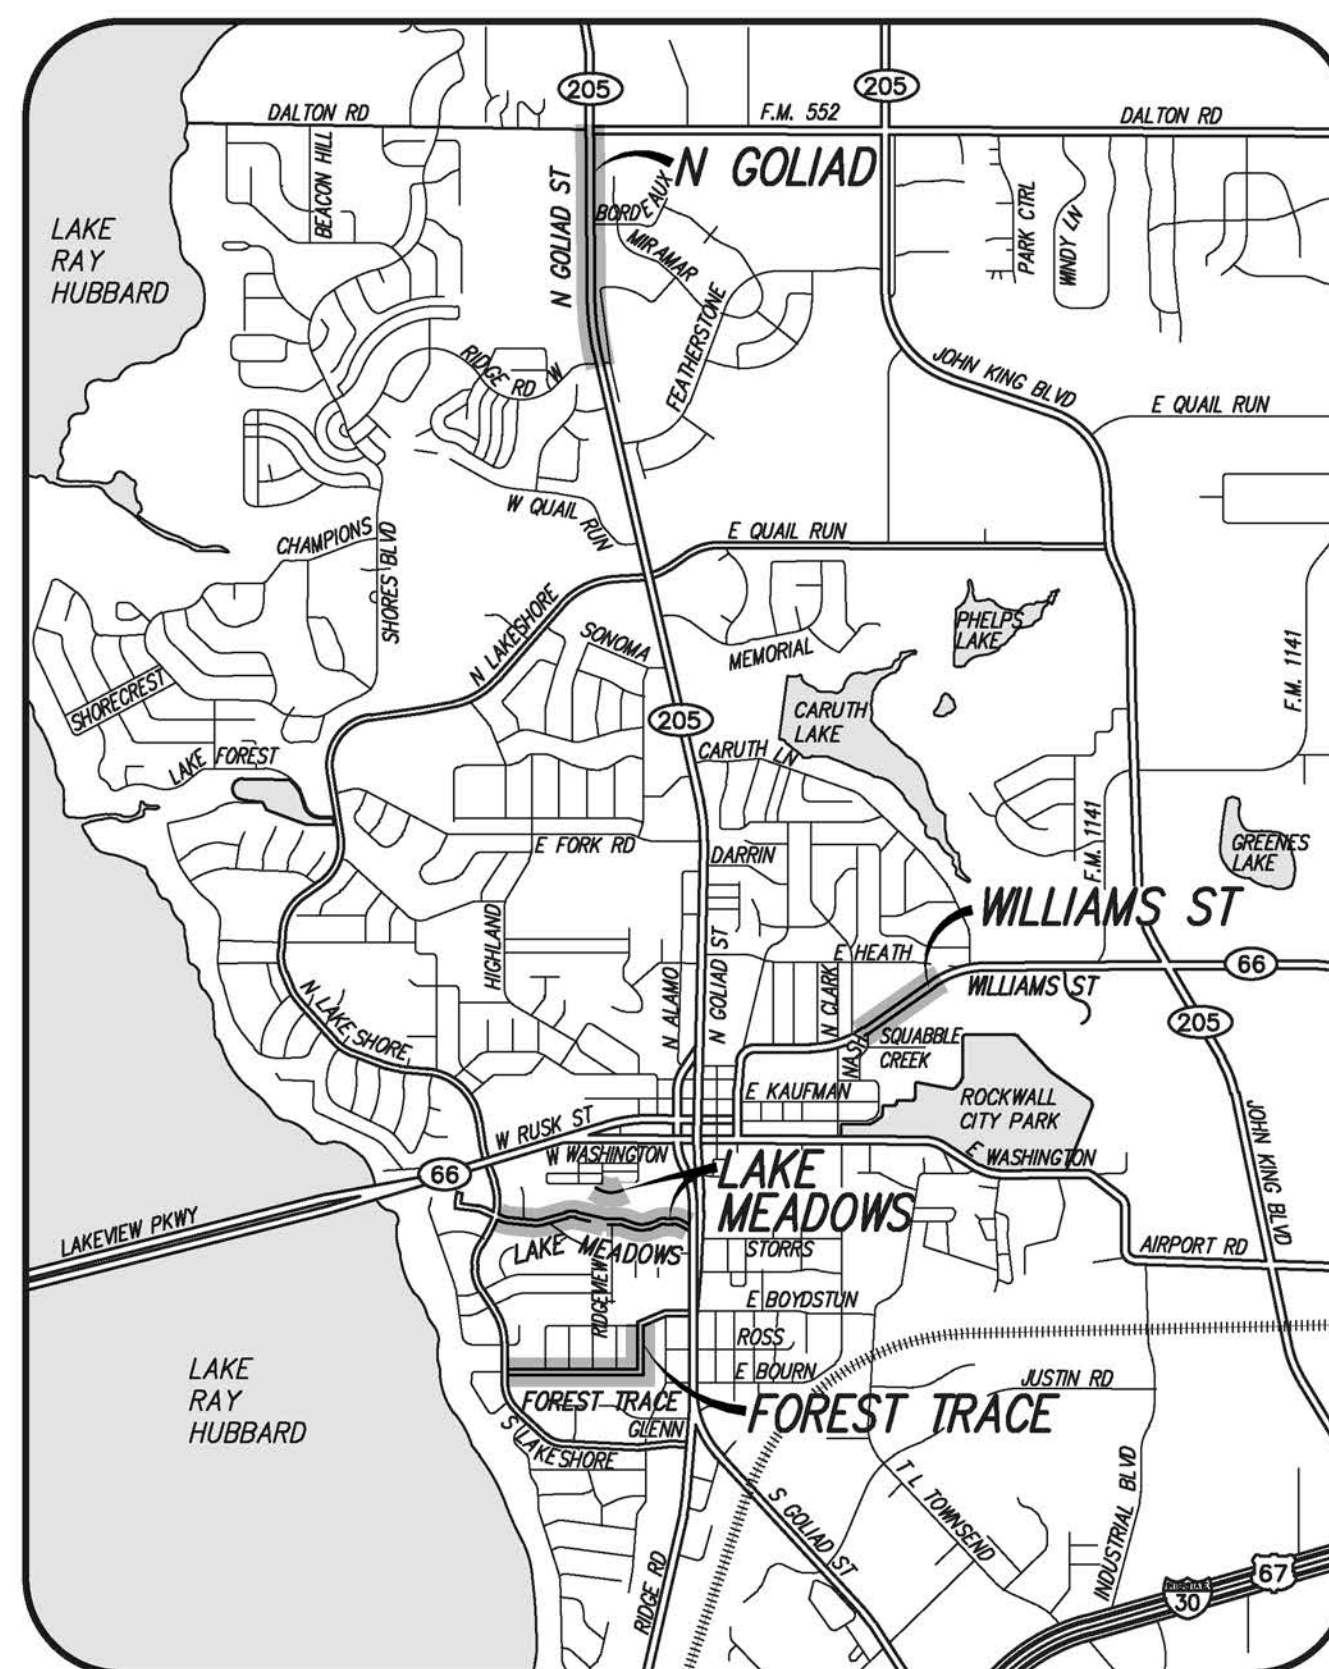 205
205
DALTON RD
F.M. 552
DALTON RD
BEACON HILL
N GOLIAD
N GOLIAD ST
BORDEAUX
MIRAMAR
PARK CTRL
WINDY LN
LAKE
RAY
HUBBARD
FEATHERSTONE
RIDGE RD W
JOHN KING BLVD
E QUAIL RUN
W QUAIL RUN
CHAMPIONS
SHORES BLVD
E QUAIL RUN
N LAKESHORE
SONOMA
MEMORIAL
PHELPS
LAKE
F.M. 1141
SHORECREST
205
CARUTH
LAKE
LAKE FOREST
CARUTH LN
E FORK RD
DARRIN
F.M. 1141
GREENES
LAKE
WILLIAMS ST
HIGHLAND
N ALAMO
N GOLIAD ST
E HEATH
N CLARK
66
WILLIAMS ST
N LAKE SHORE
205
NASH
SQUABBLE
CREEK
E KAUFMAN
ROCKWALL
CITY PARK
JOHN KING BLVD
W RUSK ST
W WASHINGTON
E WASHINGTON
66
LAKE
MEADOWS
LAKEVIEW PKWY
LAKE MEADOWS
STORRS
AIRPORT RD
RIDGEVIEW
E BOYDSTUN
ROSS
E BOURN
LAKE
RAY
HUBBARD
JUSTIN RD
FOREST TRACE
FOREST TRACE
GLENN
S LAKESHORE
T L TOWNSEND
INDUSTRIAL BLVD
S GOLIAD ST
RIDGE RD
INTERSTATE
30
67